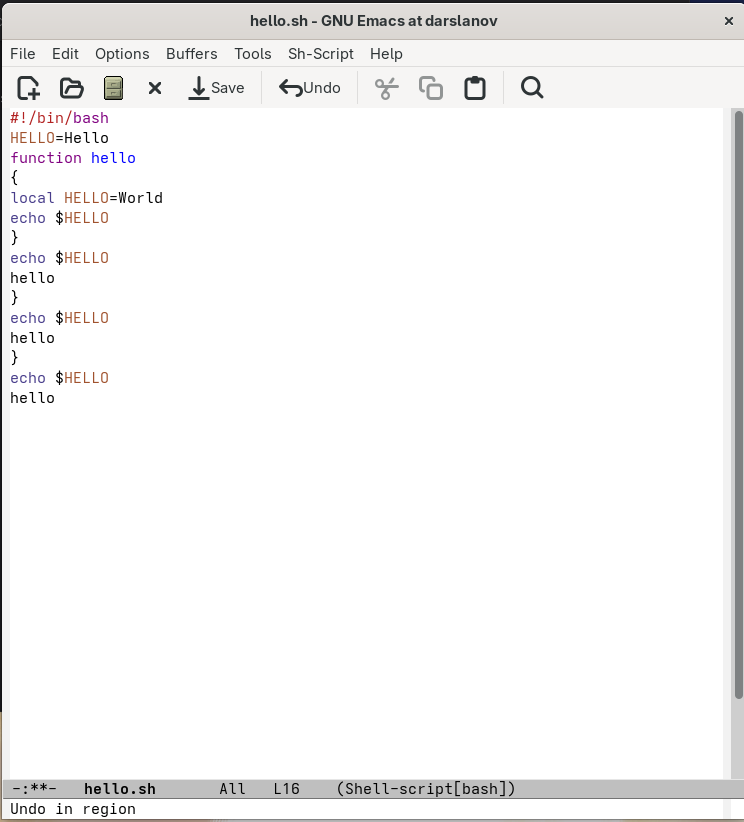 hello.sh - GNU Emacs at darslanov
File Edit Options Buffers Tools Sh-Script Help
Save Undo
#!/bin/bash
HELLO=Hello
function hello
{
local HELLO=World
echo $HELLO
}
echo $HELLO
hello
}
echo $HELLO
hello
}
echo $HELLO
hello
-:**- hello.sh All L16 (Shell-script[bash])
Undo in region